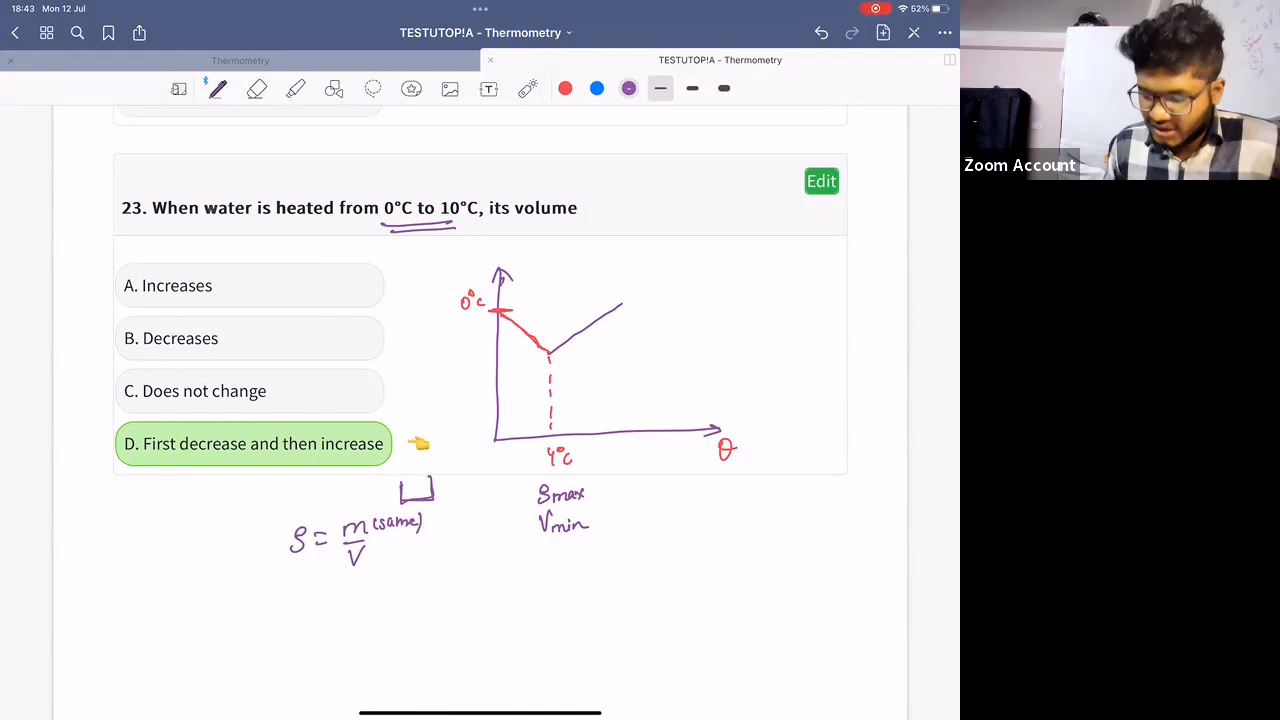 18:43 Mon 12 Jul
52%
TESTUTOP!A - Thermometry
Thermometry
TESTUTOP!A - Thermometry
T
Edit
23. When water is heated from 0°C to 10°C, its volume
A. Increases
B. Decreases
C. Does not change
D. First decrease and then increase
0°C
4°C
θ
ρmax
Vmin
ρ = m(same)
V
Zoom Account